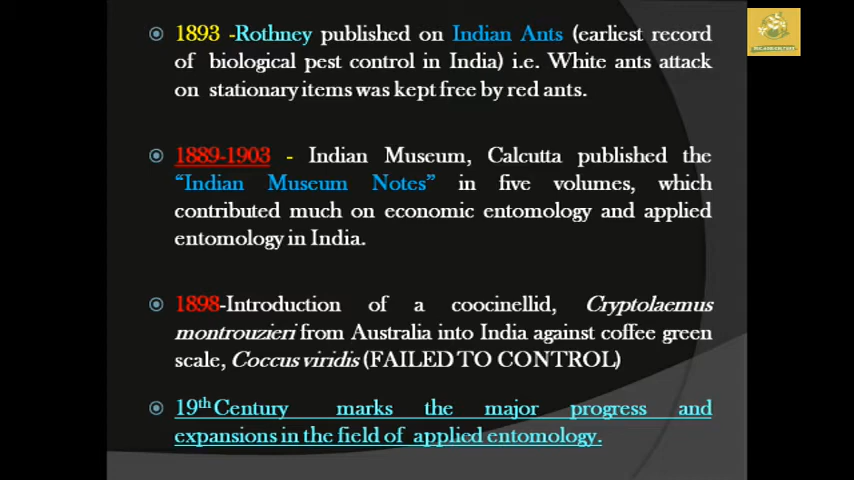 1893 -Rothney published on Indian Ants (earliest record
of biological pest control in India) i.e. White ants attack
on stationary items was kept free by red ants.
1889-1903 - Indian Museum, Calcutta published the
“Indian Museum Notes” in five volumes, which
contributed much on economic entomology and applied
entomology in India.
1898-Introduction of a coocinellid, Cryptolaemus
montrouzieri from Australia into India against coffee green
scale, Coccus viridis (FAILED TO CONTROL)
19th Century marks the major progress and
expansions in the field of applied entomology.